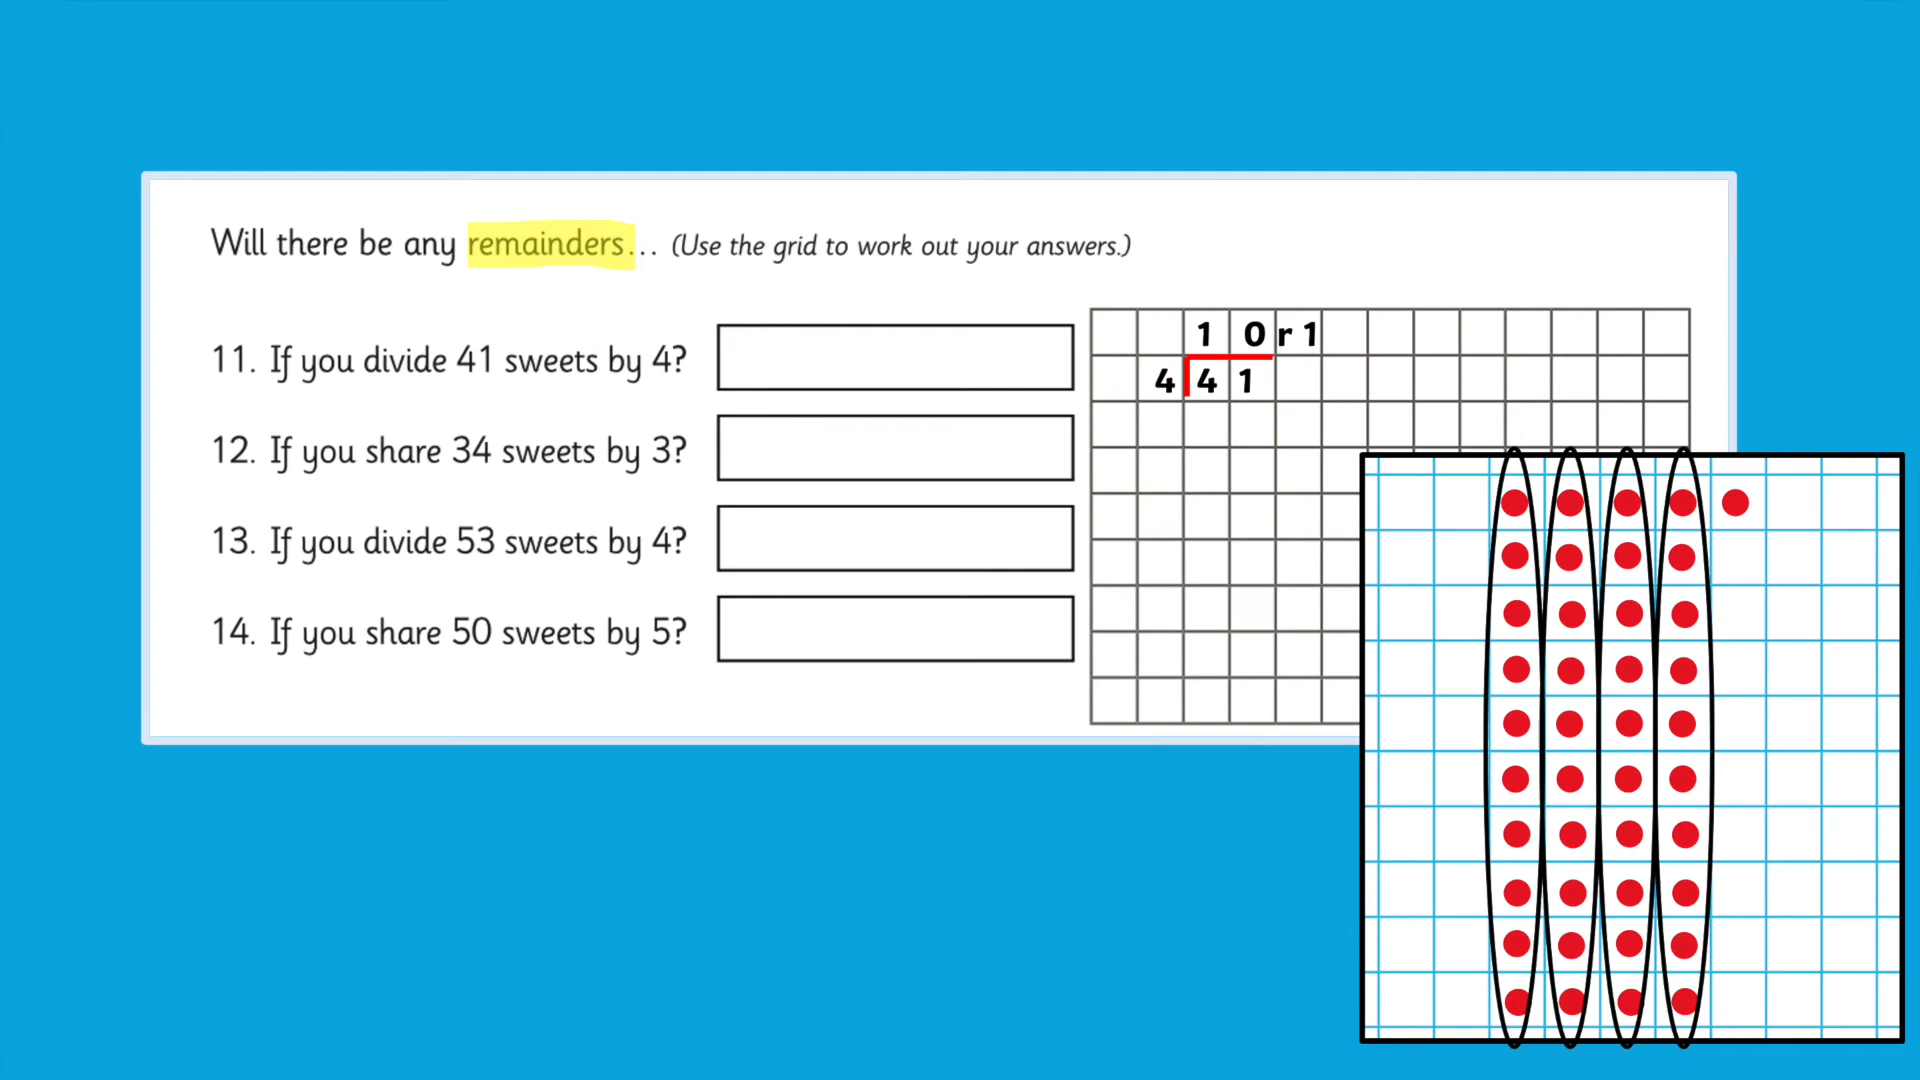 Will there be any remainders... (Use the grid to work out your answers.)
11. If you divide 41 sweets by 4?
12. If you share 34 sweets by 3?
13. If you divide 53 sweets by 4?
14. If you share 50 sweets by 5?
1 0 r 1
4 4 1